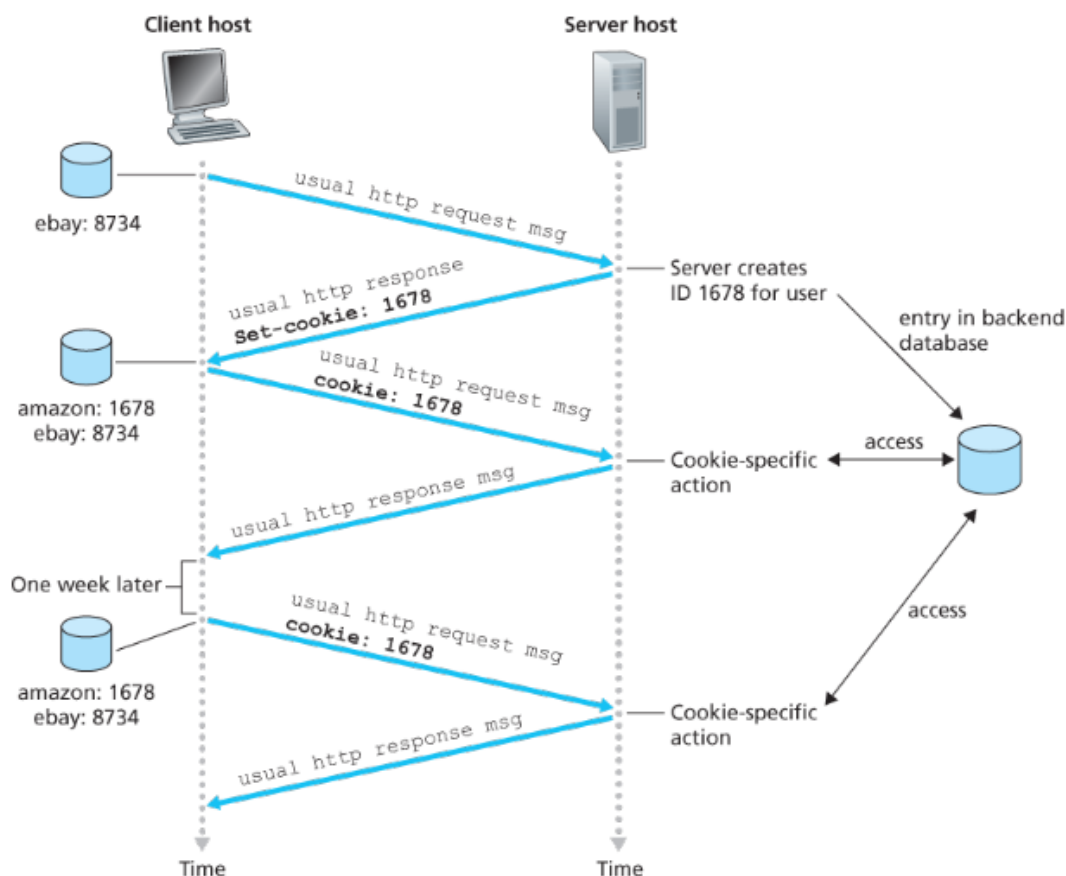 Client host
Server host
usual http request msg
ebay: 8734
Server creates
ID 1678 for user
usual http response
Set-cookie: 1678
entry in backend
database
usual http request msg
cookie: 1678
amazon: 1678
ebay: 8734
access
Cookie-specific
action
usual http response msg
One week later
usual http request msg
cookie: 1678
access
amazon: 1678
ebay: 8734
Cookie-specific
action
usual http response msg
Time
Time